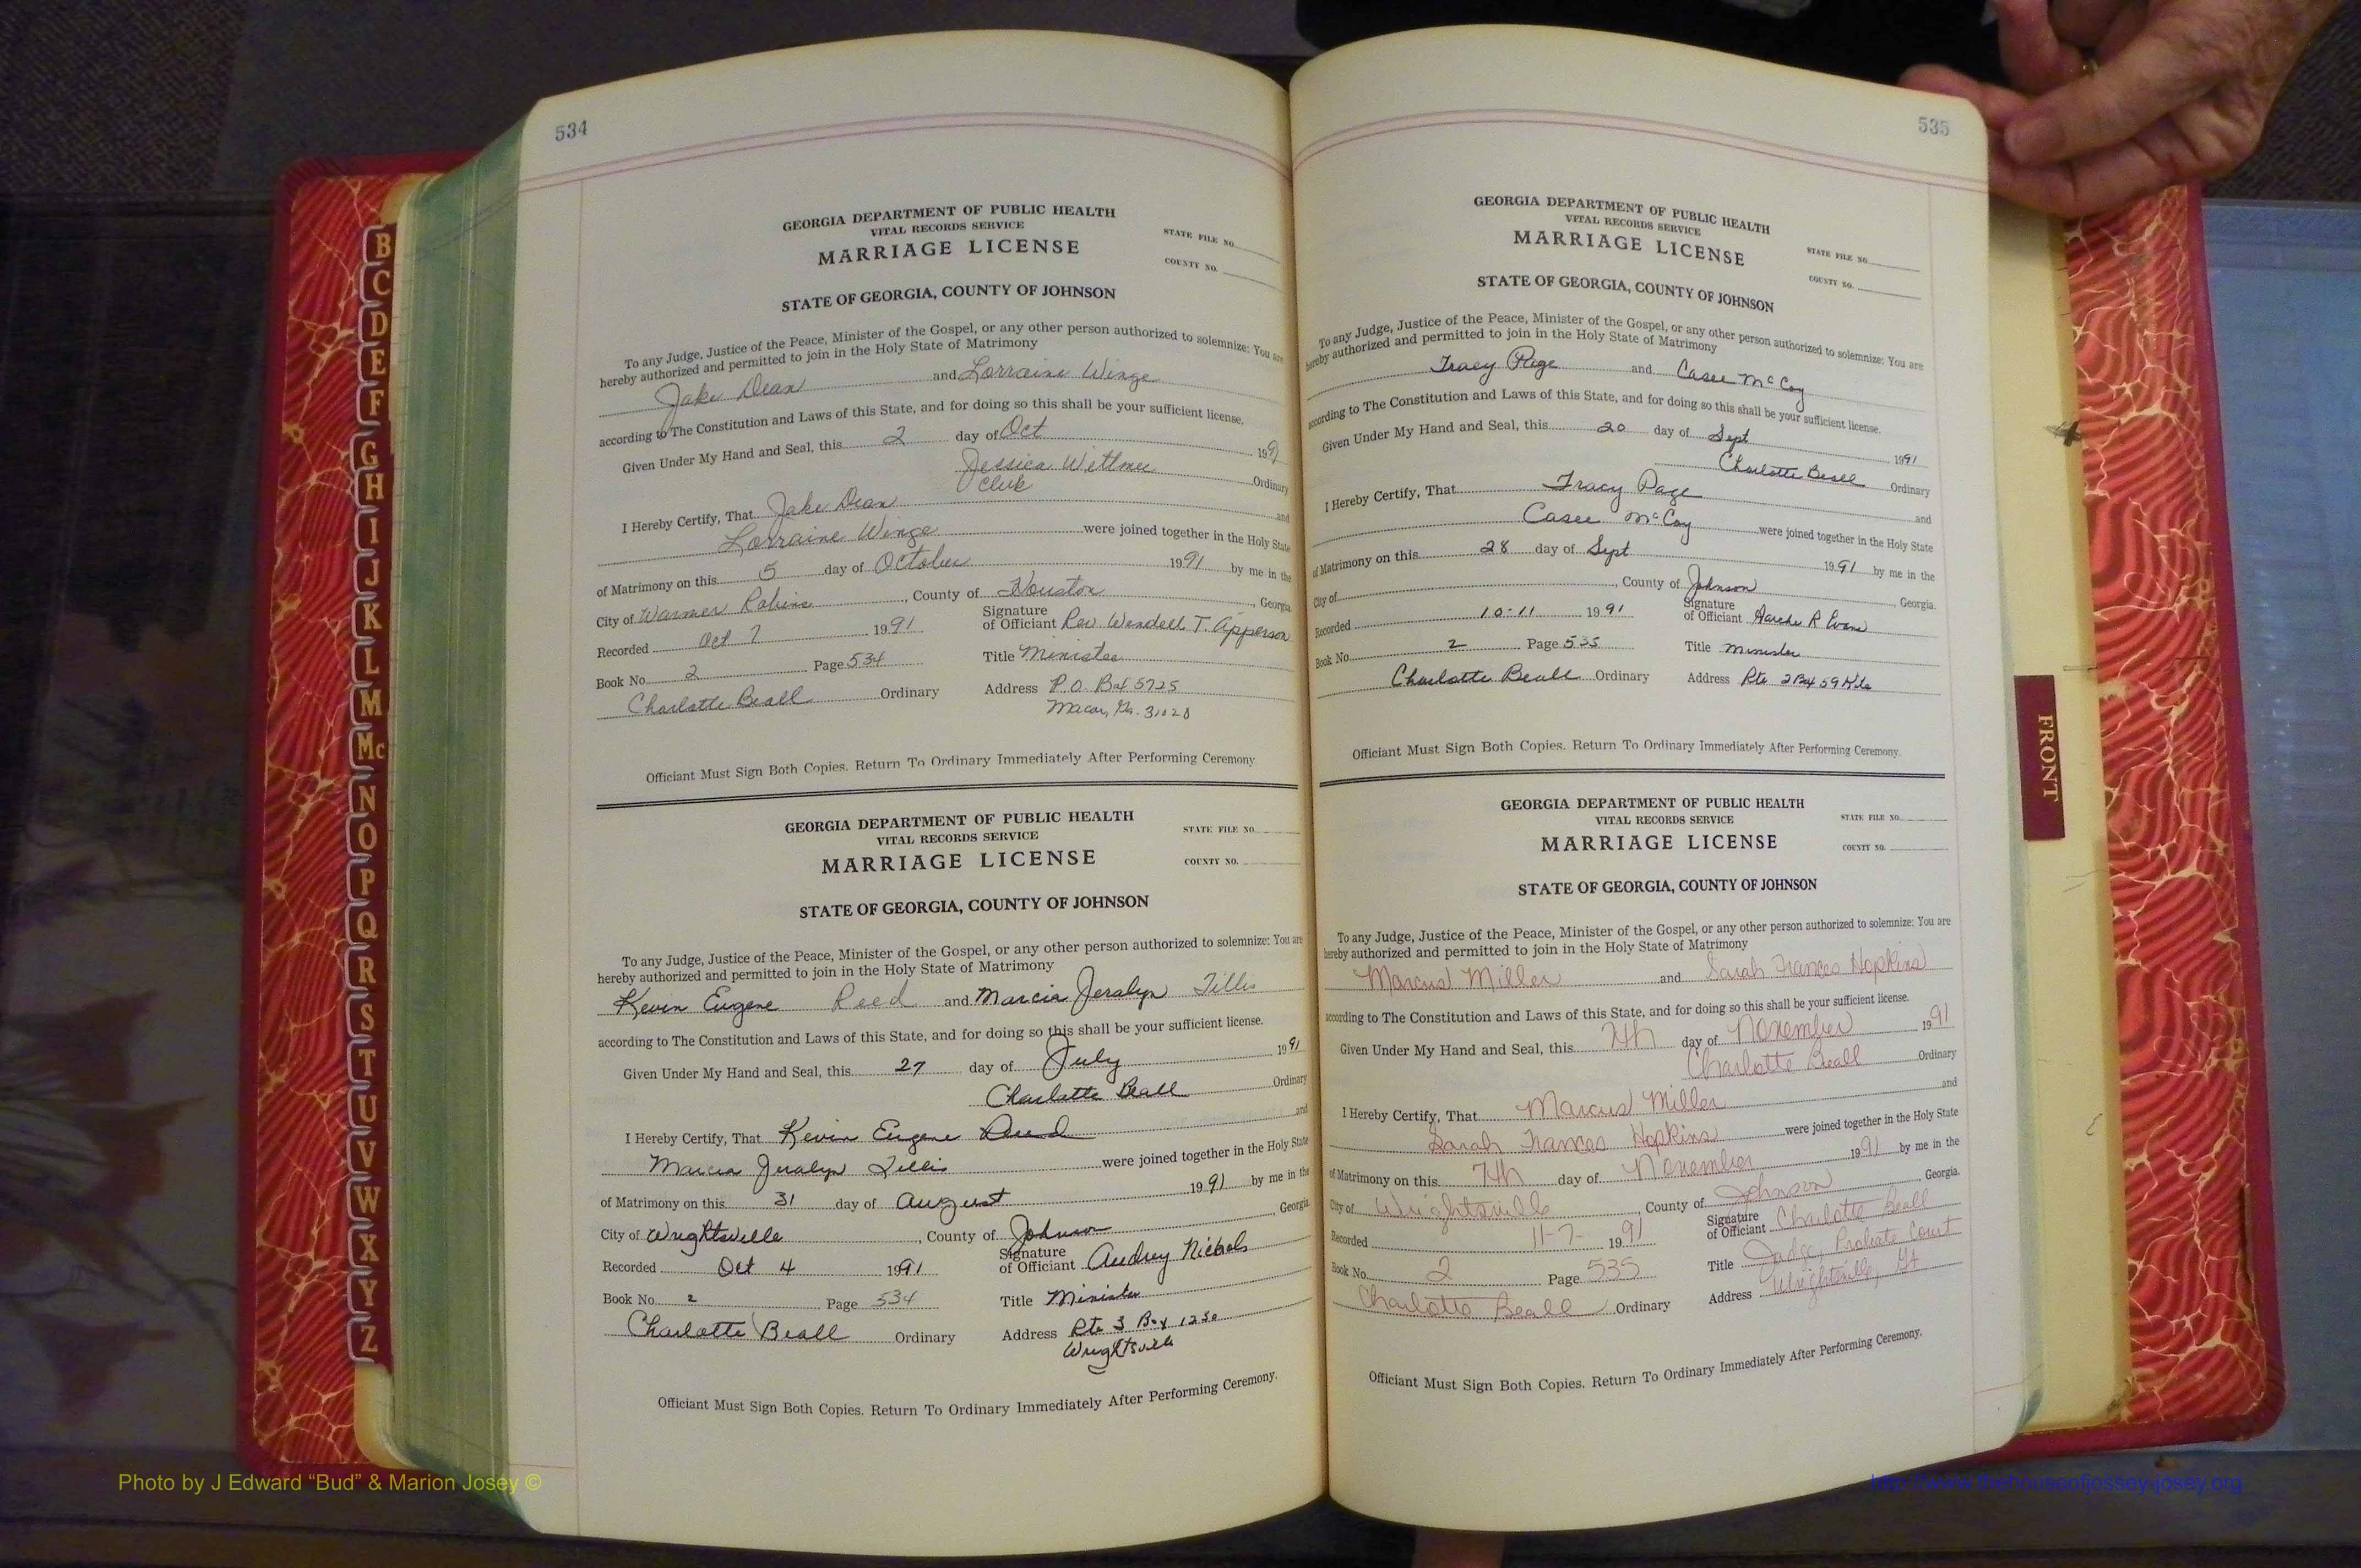 B
C
D
E
F
G
H
I
J
K
L
M
Mc
N
O
P
Q
R
S
T
U
V
W
X
Y
Z
534
GEORGIA DEPARTMENT OF PUBLIC HEALTH
VITAL RECORDS SERVICE
MARRIAGE LICENSE
STATE FILE NO.
COUNTY NO.
STATE OF GEORGIA, COUNTY OF JOHNSON
To any Judge, Justice of the Peace, Minister of the Gospel, or any other person authorized to solemnize: You are
hereby authorized and permitted to join in the Holy State of Matrimony
Jake Dean and Lorraine Winge
according to The Constitution and Laws of this State, and for doing so this shall be your sufficient license.
Given Under My Hand and Seal, this 2 day of Oct 1991
Jessica Ordinary
I Hereby Certify, That Jake Dean and
Lorraine Winge were joined together in the Holy State
of Matrimony on this 5 day of October 1991 by me in the
City of Warner Robins, County of Houston, Georgia
Recorded Oct 7 1991 Signature of Officiant Rev. Wendell T. Apperson
Book No. 2 Page 534 Title Minister
Charlotte Beall Ordinary Address P.O. Box 5725
Macon, Ga. 31028
Officiant Must Sign Both Copies. Return To Ordinary Immediately After Performing Ceremony
GEORGIA DEPARTMENT OF PUBLIC HEALTH
VITAL RECORDS SERVICE
MARRIAGE LICENSE
STATE FILE NO.
COUNTY NO.
STATE OF GEORGIA, COUNTY OF JOHNSON
To any Judge, Justice of the Peace, Minister of the Gospel, or any other person authorized to solemnize: You are
hereby authorized and permitted to join in the Holy State of Matrimony
Kevin Eugene Reed and Marcia Jeralyn Tillis
according to The Constitution and Laws of this State, and for doing so this shall be your sufficient license.
Given Under My Hand and Seal, this 27 day of July 1991
Charlotte Beall Ordinary
I Hereby Certify, That Kevin Eugene Reed and
Marcia Jeralyn Tillis were joined together in the Holy State
of Matrimony on this 31 day of August 1991 by me in the
City of Wrightsville, County of Johnson, Georgia
Recorded Oct 4 1991 Signature of Officiant Audrey Nichols
Book No. 2 Page 534 Title Minister
Charlotte Beall Ordinary Address Rte 3 Box 1230
Wrightsville
Officiant Must Sign Both Copies. Return To Ordinary Immediately After Performing Ceremony.
535
GEORGIA DEPARTMENT OF PUBLIC HEALTH
VITAL RECORDS SERVICE
MARRIAGE LICENSE
STATE FILE NO.
COUNTY NO.
STATE OF GEORGIA, COUNTY OF JOHNSON
To any Judge, Justice of the Peace, Minister of the Gospel, or any other person authorized to solemnize: You are
hereby authorized and permitted to join in the Holy State of Matrimony
Tracy Page and Casee McCoy
according to The Constitution and Laws of this State, and for doing so this shall be your sufficient license.
Given Under My Hand and Seal, this 20 day of Sept 1991
Charlotte Beall Ordinary
I Hereby Certify, That Tracy Page and
Casee McCoy were joined together in the Holy State
of Matrimony on this 28 day of Sept 1991 by me in the
City of , County of Johnson, Georgia.
Recorded 10-11 1991 Signature of Officiant R Evans
Book No. 2 Page 535 Title Minister
Charlotte Beall Ordinary Address Rte 2 Box 59
Officiant Must Sign Both Copies. Return To Ordinary Immediately After Performing Ceremony.
GEORGIA DEPARTMENT OF PUBLIC HEALTH
VITAL RECORDS SERVICE
MARRIAGE LICENSE
STATE FILE NO.
COUNTY NO.
STATE OF GEORGIA, COUNTY OF JOHNSON
To any Judge, Justice of the Peace, Minister of the Gospel, or any other person authorized to solemnize: You are
hereby authorized and permitted to join in the Holy State of Matrimony
Marcus Miller and Sarah Frances Hopkins
according to The Constitution and Laws of this State, and for doing so this shall be your sufficient license.
Given Under My Hand and Seal, this 7th day of November 1991
Charlotte Beall Ordinary
I Hereby Certify, That Marcus Miller and
Sarah Frances Hopkins were joined together in the Holy State
of Matrimony on this 7th day of November 1991 by me in the
City of Wrightsville, County of Johnson, Georgia.
Recorded 11-7- 1991 Signature of Officiant Charlotte Beall
Book No. 2 Page 535 Title Judge, Probate Court
Charlotte Beall Ordinary Address Wrightsville, GA
Officiant Must Sign Both Copies. Return To Ordinary Immediately After Performing Ceremony.
FRONT
Photo by J Edward “Bud” & Marion Josey ©
http://www.thehouseofjossey-josey.org